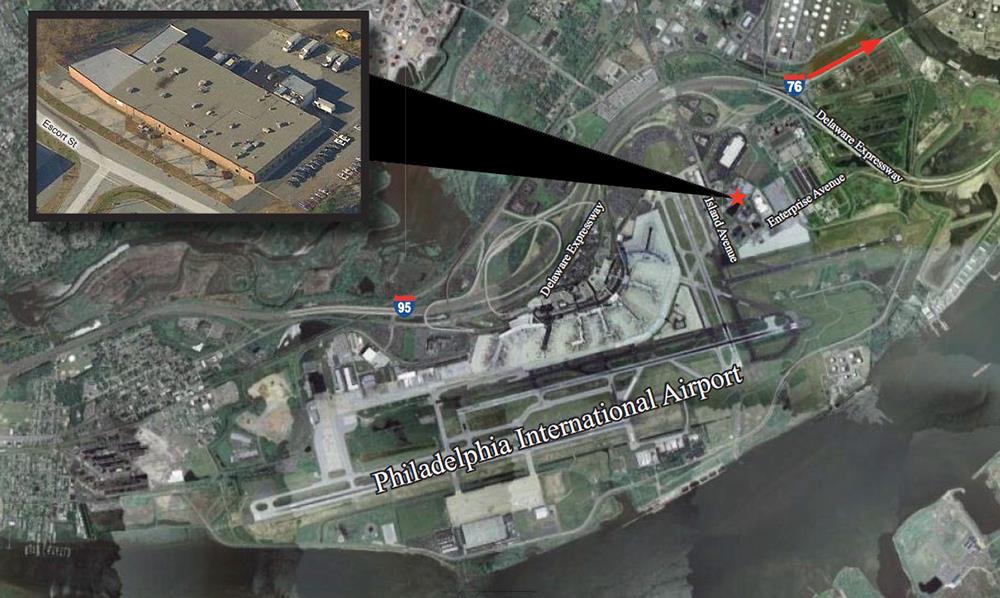 Escort St.
76
Delaware Expressway
Enterprise Avenue
Island Avenue
Delaware Expressway
95
Philadelphia International Airport